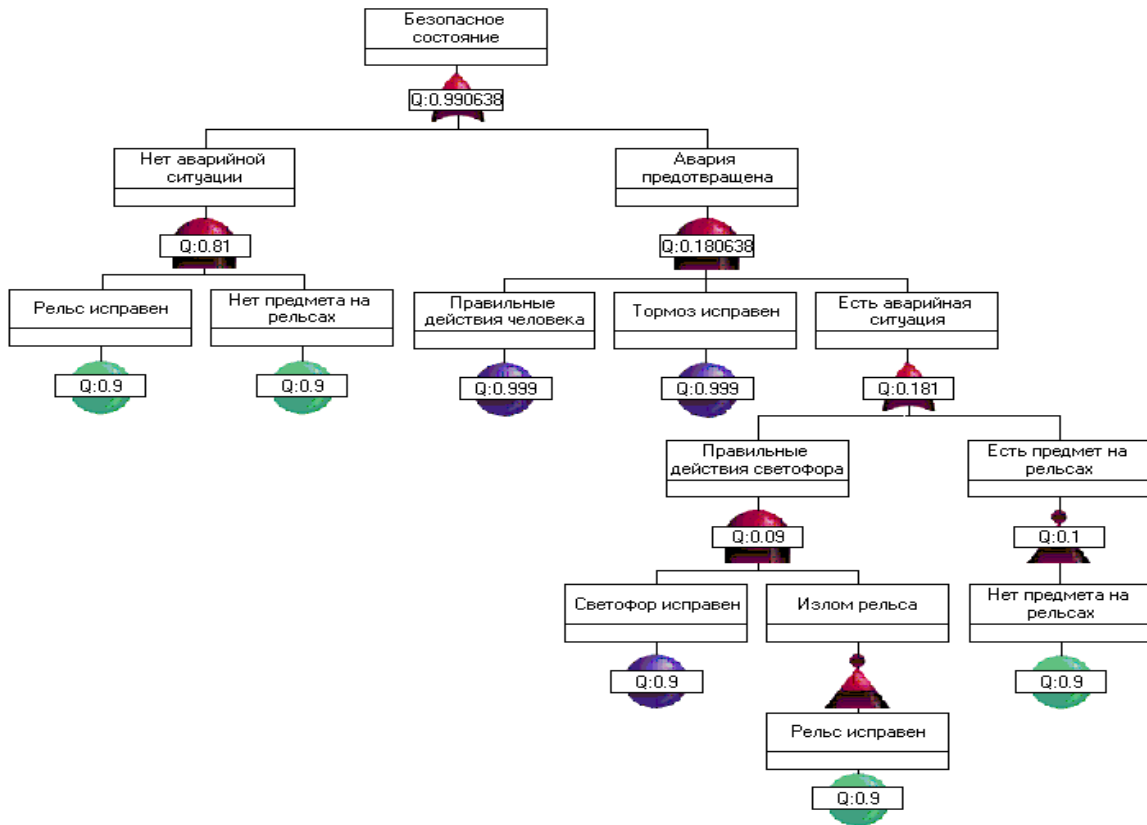 Безопасное
состояние
Q:0.990638
Нет аварийной
ситуации
Авария
предотвращена
Q:0.81
Q:0.180638
Рельс исправен
Нет предмета на
рельсах
Правильные
действия человека
Тормоз исправен
Есть аварийная
ситуация
Q:0.9
Q:0.9
Q:0.999
Q:0.999
Q:0.181
Правильные
действия светофора
Есть предмет на
рельсах
Q:0.09
Q:0.1
Светофор исправен
Излом рельса
Нет предмета на
рельсах
Q:0.9
Q:0.9
Рельс исправен
Q:0.9